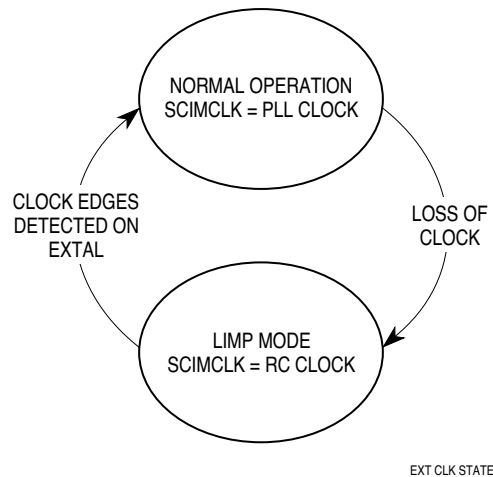 NORMAL OPERATION
SCIMCLK = PLL CLOCK
CLOCK EDGES
DETECTED ON
EXTAL
LOSS OF
CLOCK
LIMP MODE
SCIMCLK = RC CLOCK
EXT CLK STATE